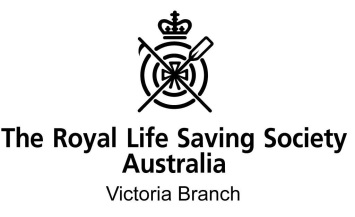 The Royal Life Saving Society
Australia
Victoria Branch